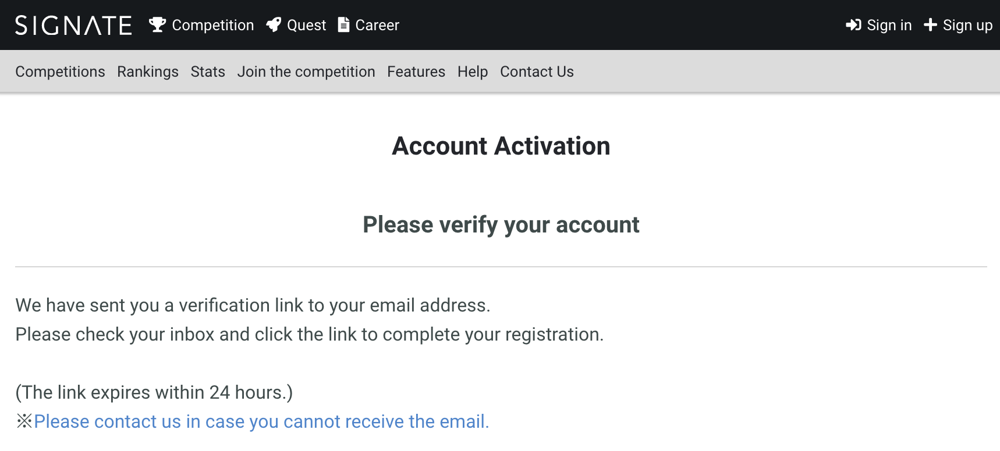 SIGNATE Competition Quest Career Sign in Sign up
Competitions Rankings Stats Join the competition Features Help Contact Us
Account Activation
Please verify your account
We have sent you a verification link to your email address.
Please check your inbox and click the link to complete your registration.
(The link expires within 24 hours.)
※Please contact us in case you cannot receive the email.